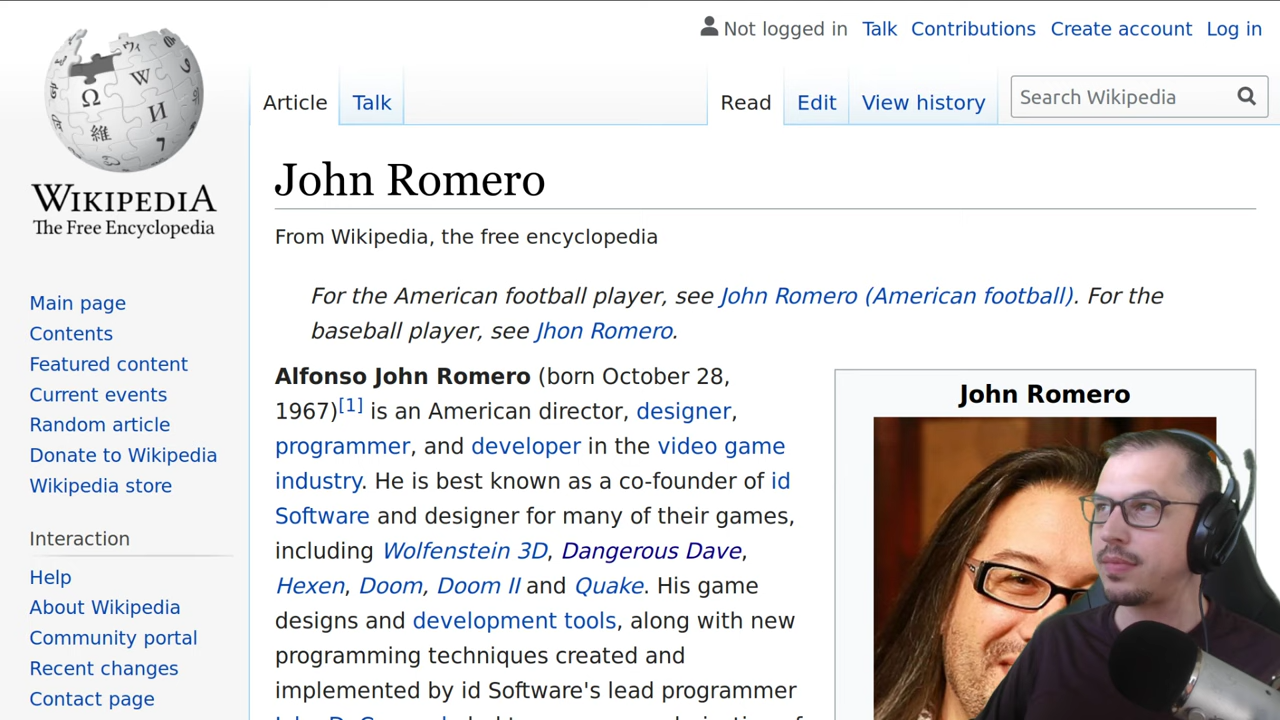 Not logged in Talk Contributions Create account Log in
Article Talk Read Edit View history Search Wikipedia
WIKIPEDIA
The Free Encyclopedia
Main page
Contents
Featured content
Current events
Random article
Donate to Wikipedia
Wikipedia store
Interaction
Help
About Wikipedia
Community portal
Recent changes
Contact page
John Romero
From Wikipedia, the free encyclopedia
For the American football player, see John Romero (American football). For the
baseball player, see Jhon Romero.
Alfonso John Romero (born October 28,
1967)[1] is an American director, designer,
programmer, and developer in the video game
industry. He is best known as a co-founder of id
Software and designer for many of their games,
including Wolfenstein 3D, Dangerous Dave,
Hexen, Doom, Doom II and Quake. His game
designs and development tools, along with new
programming techniques created and
implemented by id Software's lead programmer
John Romero